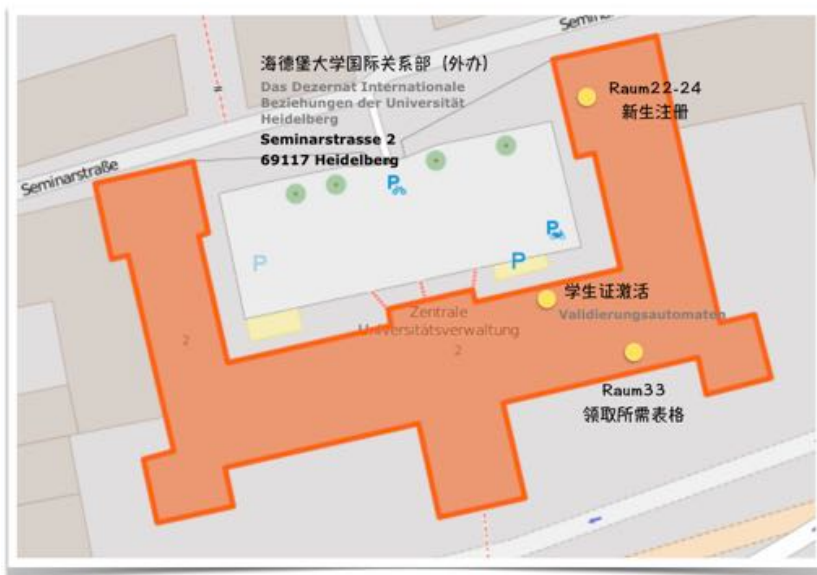 Seminarstraße
海德堡大学国际关系部（外办）
Das Dezernat Internationale
Beziehungen der Universität
Heidelberg
Seminarstrasse 2
69117 Heidelberg
Raum22-24
新生注册
P
P
P
P
学生证激活
Validierungsautomaten
Zentrale
Universitätsverwaltung
2
2
Raum33
领取所需表格